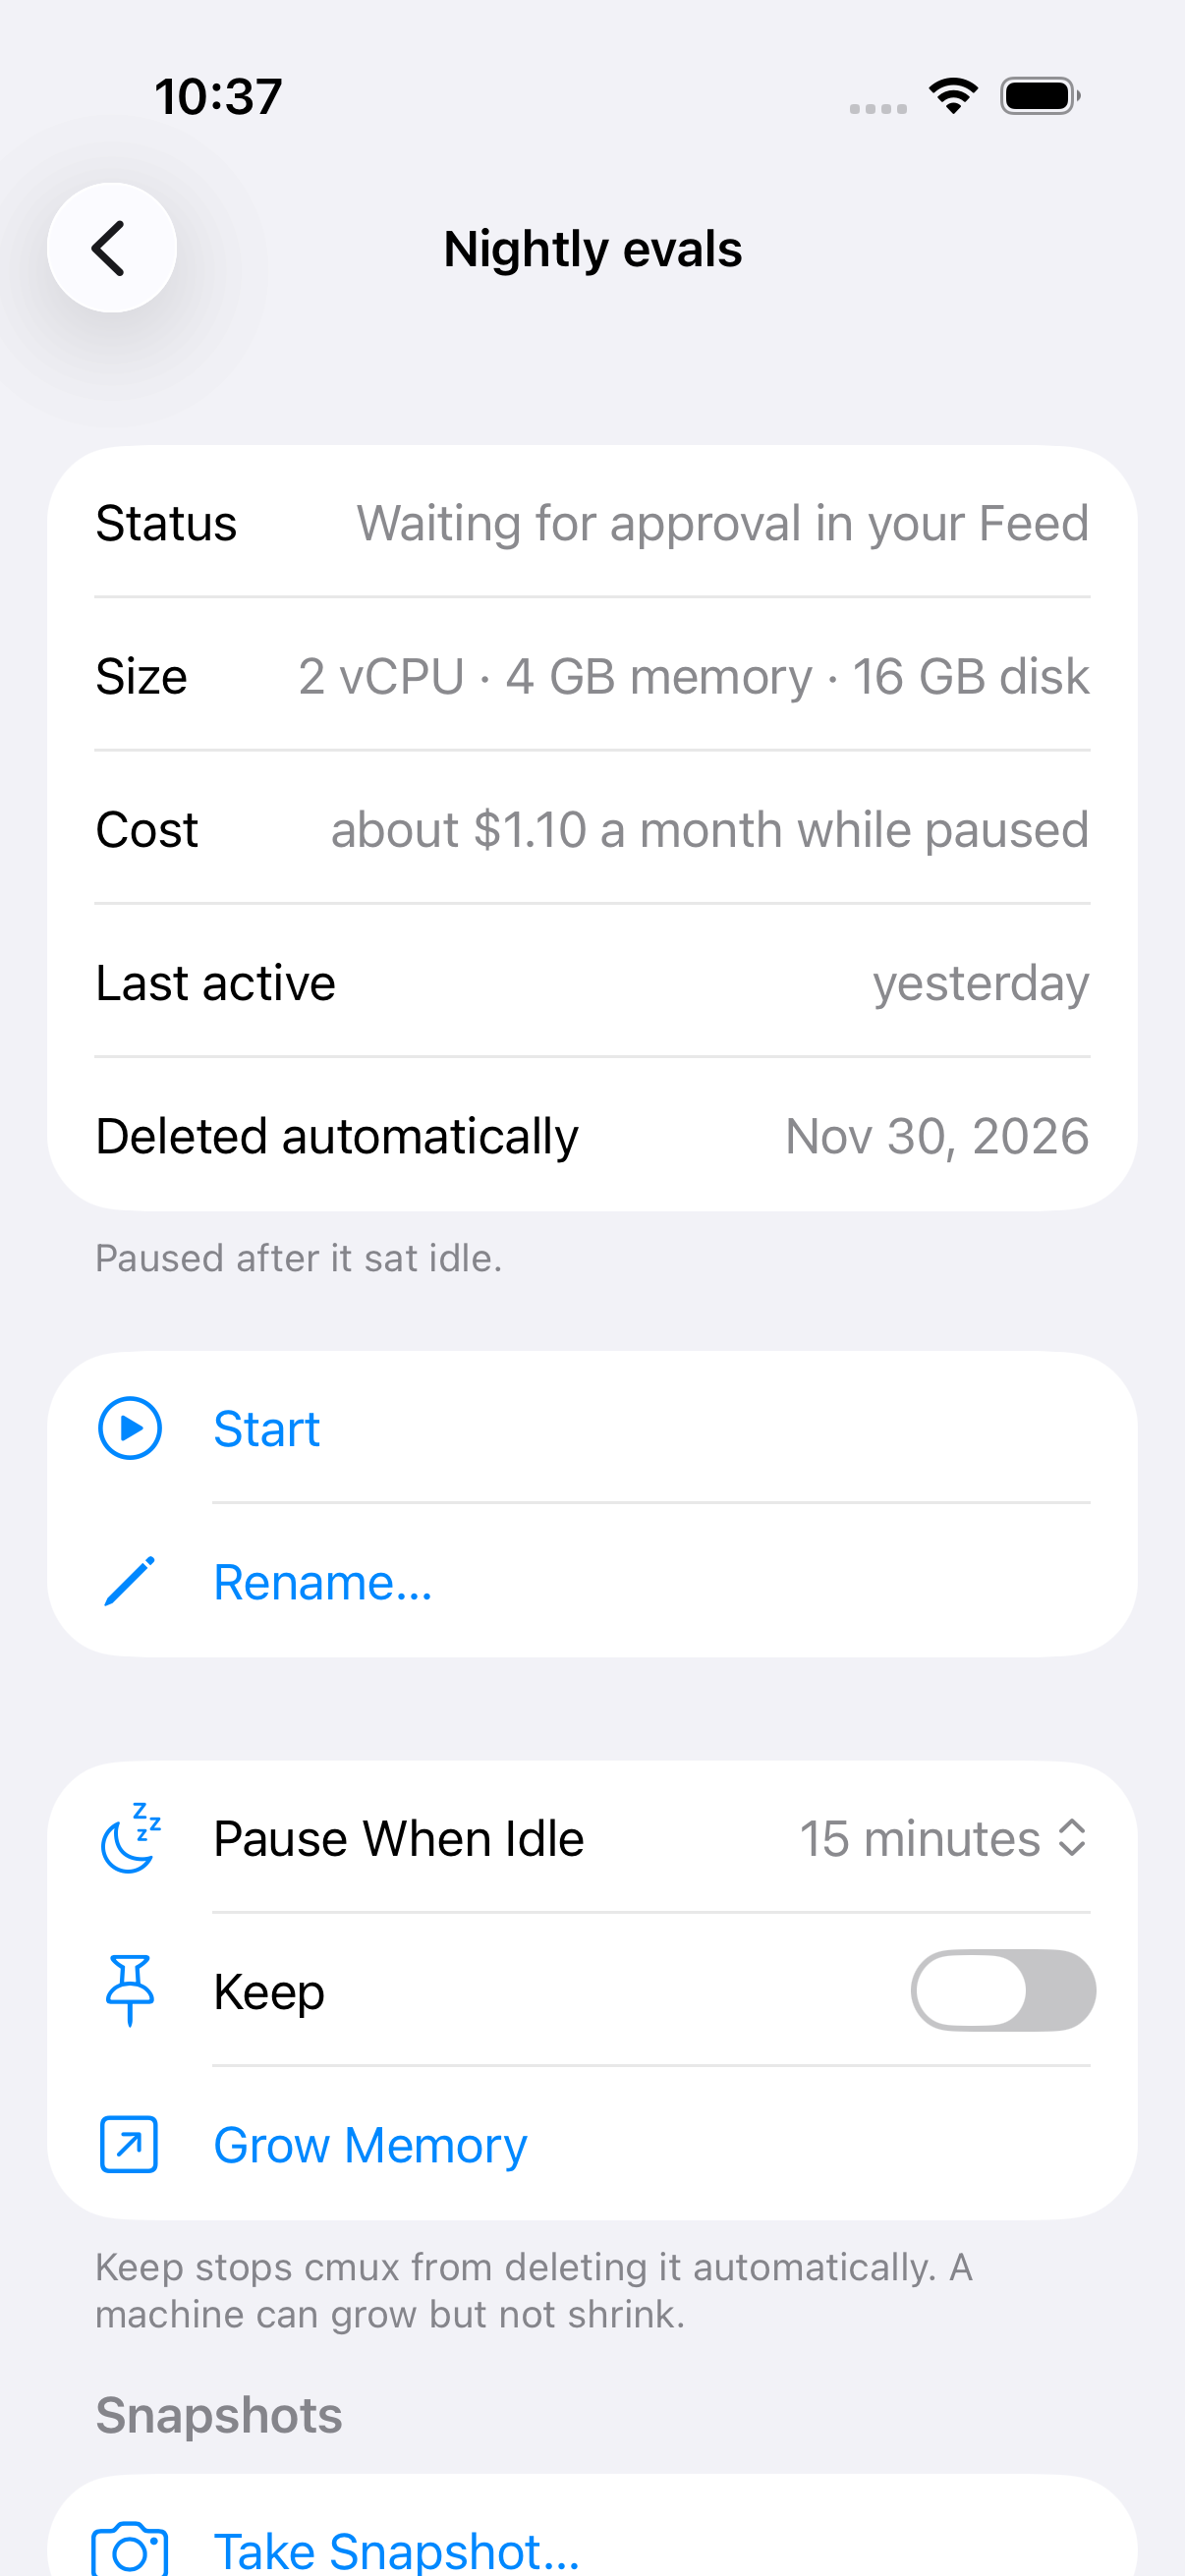 10:37
Nightly evals
Status Waiting for approval in your Feed
Size 2 vCPU · 4 GB memory · 16 GB disk
Cost about $1.10 a month while paused
Last active yesterday
Deleted automatically Nov 30, 2026
Paused after it sat idle.
Start
Rename...
Pause When Idle 15 minutes
Keep
Grow Memory
Keep stops cmux from deleting it automatically. A
machine can grow but not shrink.
Snapshots
Take Snapshot...